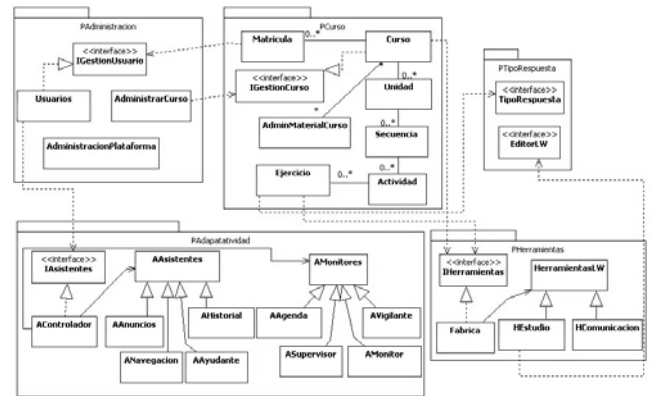 PAdministracion
<<interface>>
IGestionUsuario
Usuarios
AdministrarCurso
AdministracionPlataforma
PCurso
Matricula
0..*
Curso
<<interface>>
IGestionCurso
*
0..*
Unidad
*
AdminMaterialCurso
0..*
Secuencia
Ejercicio
0..*
0..*
Actividad
PTipoRespuesta
<<interface>>
TipoRespuesta
<<interface>>
EditorLW
PAdapatatividad
<<interface>>
IAsistentes
AAsistentes
AMonitores
AControlador
AAnuncios
AHistorial
AAgenda
AVigilante
ANavegacion
AAyudante
ASupervisor
AMonitor
PHerramientas
<<interface>>
IHerramientas
HerramientasLW
Fabrica
HEstudio
HComunicacion